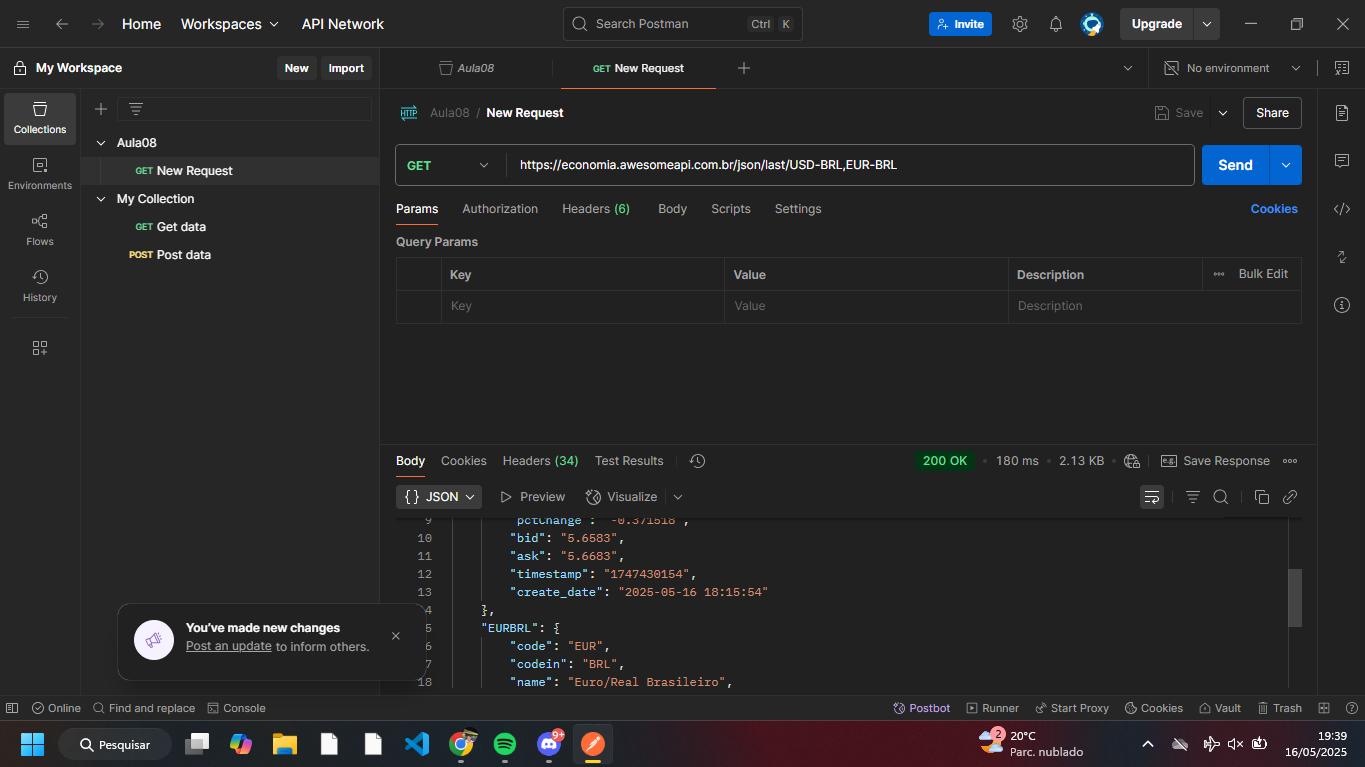 Home Workspaces API Network Search Postman Ctrl K Invite Upgrade
My Workspace New Import Aula08 GET New Request No environment
Collections
Environments
Flows
History
Aula08
GET New Request
My Collection
GET Get data
POST Post data
HTTP Aula08 / New Request Save Share
GET https://economia.awesomeapi.com.br/json/last/USD-BRL,EUR-BRL Send
Params Authorization Headers (6) Body Scripts Settings Cookies
Query Params
Key Value Description Bulk Edit
Key Value Description
Body Cookies Headers (34) Test Results 200 OK 180 ms 2.13 KB e.g. Save Response
{} JSON Preview Visualize
9 "pctChange": "-0.371518",
10 "bid": "5.6583",
11 "ask": "5.6683",
12 "timestamp": "1747430154",
13 "create_date": "2025-05-16 18:15:54"
4 },
5 "EURBRL": {
6 "code": "EUR",
7 "codein": "BRL",
18 "name": "Euro/Real Brasileiro",
You've made new changes
Post an update to inform others.
Online Find and replace Console Postbot Runner Start Proxy Cookies Vault Trash
Pesquisar 9+ 2 20°C
Parc. nublado
19:39
16/05/2025